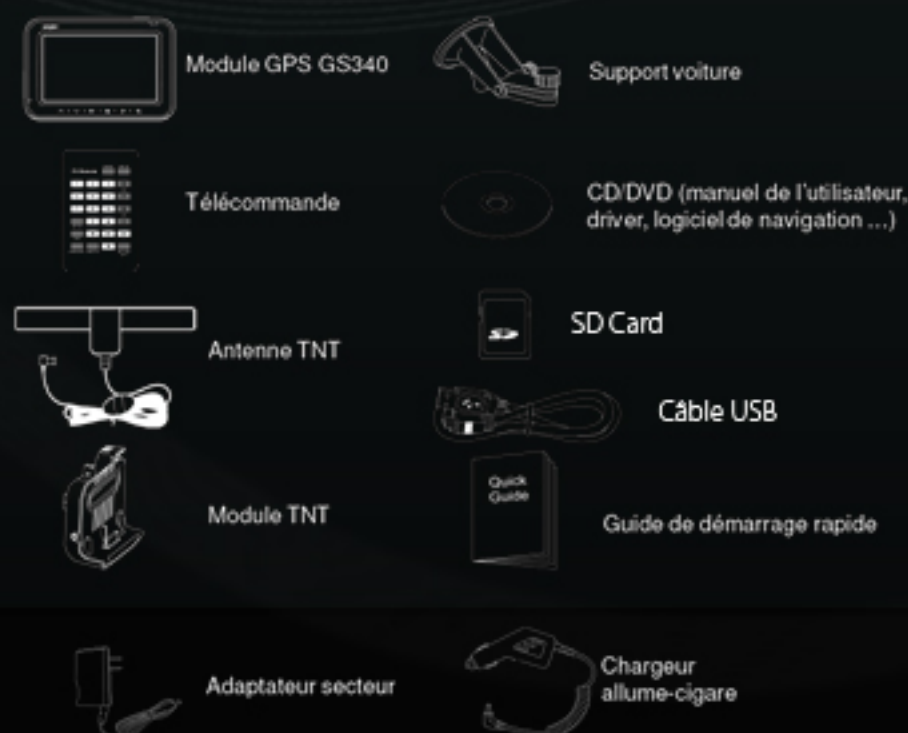 Module GPS GS340
Support voiture
Télécommande
CD/DVD (manuel de l'utilisateur,
driver, logiciel de navigation ...)
Antenne TNT
SD Card
Câble USB
Quick
Guide
Module TNT
Guide de démarrage rapide
Adaptateur secteur
Chargeur
allume-cigare